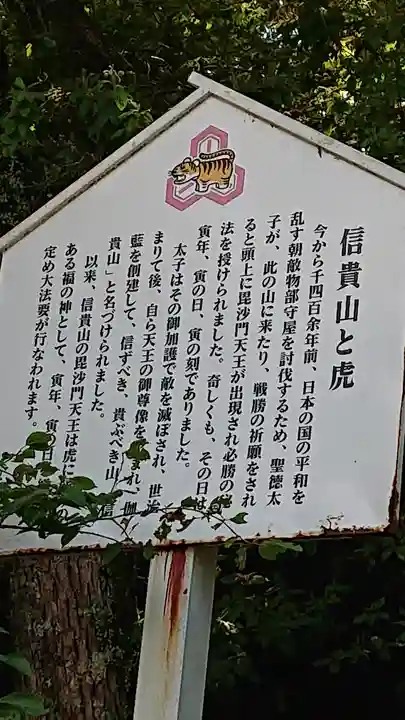 信貴山と虎
今から千四百余年前、日本の国の平和を
乱す朝敵物部守屋を討伐するため、聖徳太
子が、此の山に来たり、戦勝の祈願をされ
ると頭上に毘沙門天王が出現され必勝の
法を授けられました。奇しくも、その日は
寅年、寅の日、寅の刻でありました。
太子はその御加護で敵を滅ぼされ、世治
まりて後、自ら天王の御尊像を
藍を創建して、信ずべき、貴ぶべき山
貴山」と名づけられました。
以来、信貴山の毘沙門天王は虎に
ある福の神として、寅年、寅の日
定め大法要が行なわれます。